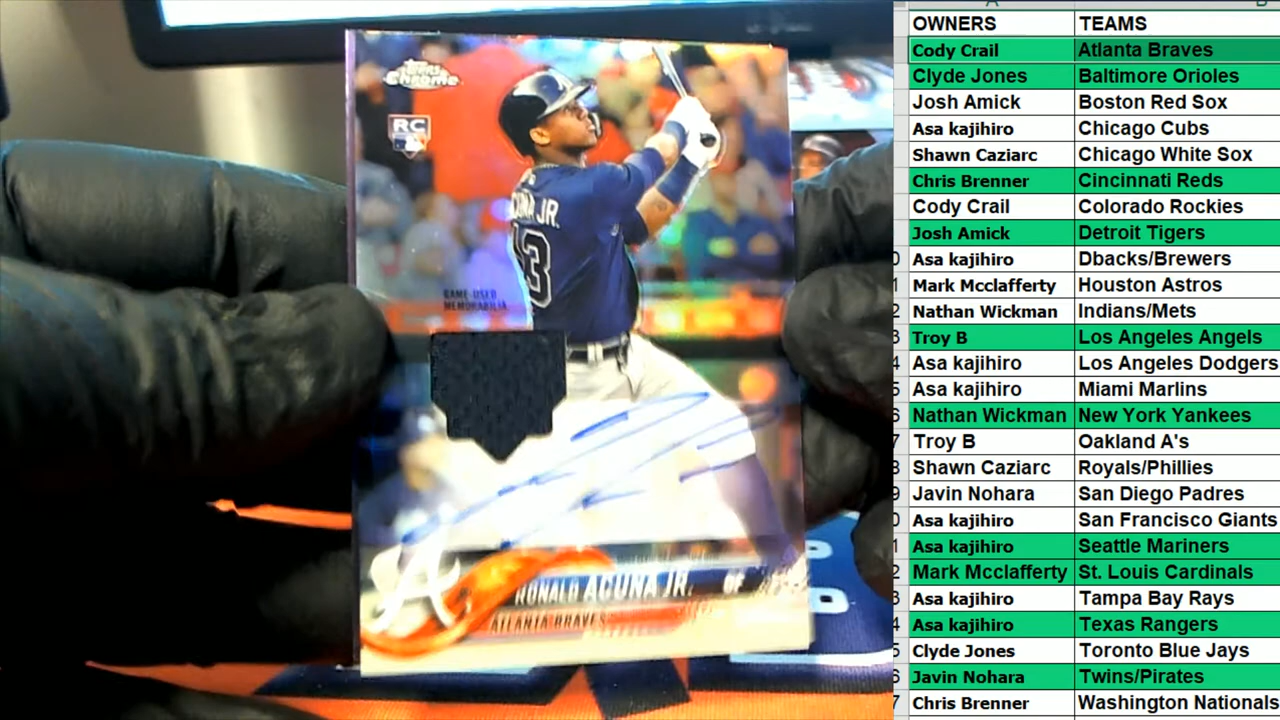 Topps
Chrome
RC
ACUNA JR.
13
GAME-USED
MEMORABILIA
A
RONALD ACUNA JR. OF
ATLANTA BRAVES
OWNERS TEAMS
Cody Crail Atlanta Braves
Clyde Jones Baltimore Orioles
Josh Amick Boston Red Sox
Asa kajihiro Chicago Cubs
Shawn Caziarc Chicago White Sox
Chris Brenner Cincinnati Reds
Cody Crail Colorado Rockies
Josh Amick Detroit Tigers
Asa kajihiro Dbacks/Brewers
Mark Mcclafferty Houston Astros
Nathan Wickman Indians/Mets
Troy B Los Angeles Angels
Asa kajihiro Los Angeles Dodgers
Asa kajihiro Miami Marlins
Nathan Wickman New York Yankees
Troy B Oakland A's
Shawn Caziarc Royals/Phillies
Javin Nohara San Diego Padres
Asa kajihiro San Francisco Giants
Asa kajihiro Seattle Mariners
Mark Mcclafferty St. Louis Cardinals
Asa kajihiro Tampa Bay Rays
Asa kajihiro Texas Rangers
Clyde Jones Toronto Blue Jays
Javin Nohara Twins/Pirates
Chris Brenner Washington Nationals